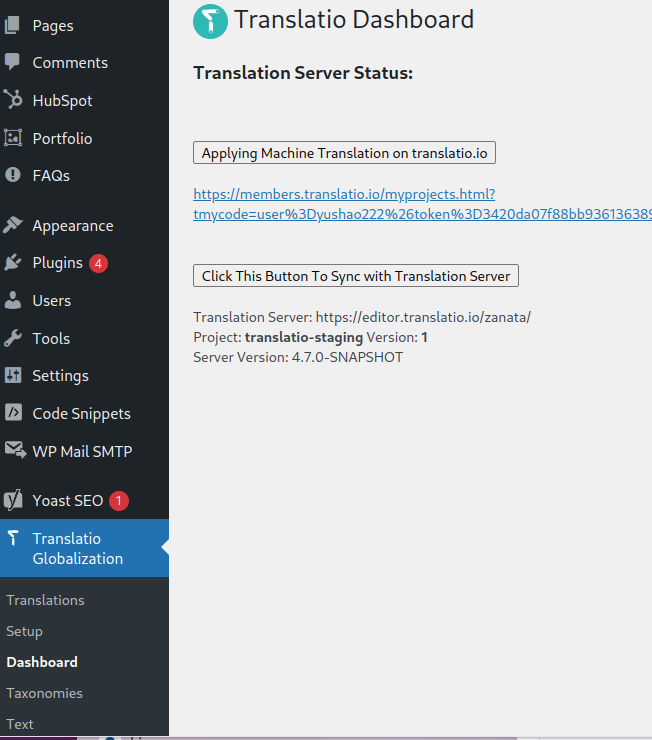 Pages
Comments
HubSpot
Portfolio
FAQs
Appearance
Plugins 4
Users
Tools
Settings
Code Snippets
WP Mail SMTP
Yoast SEO 1
Translatio
Globalization
Translations
Setup
Dashboard
Taxonomies
Text
Translatio Dashboard
Translation Server Status:
Applying Machine Translation on translatio.io
https://members.translatio.io/myprojects.html?
tmycode=user%3Dyushao222%26token%3D3420da07f88bb936136389
Click This Button To Sync with Translation Server
Translation Server: https://editor.translatio.io/zanata/
Project: translatio-staging Version: 1
Server Version: 4.7.0-SNAPSHOT